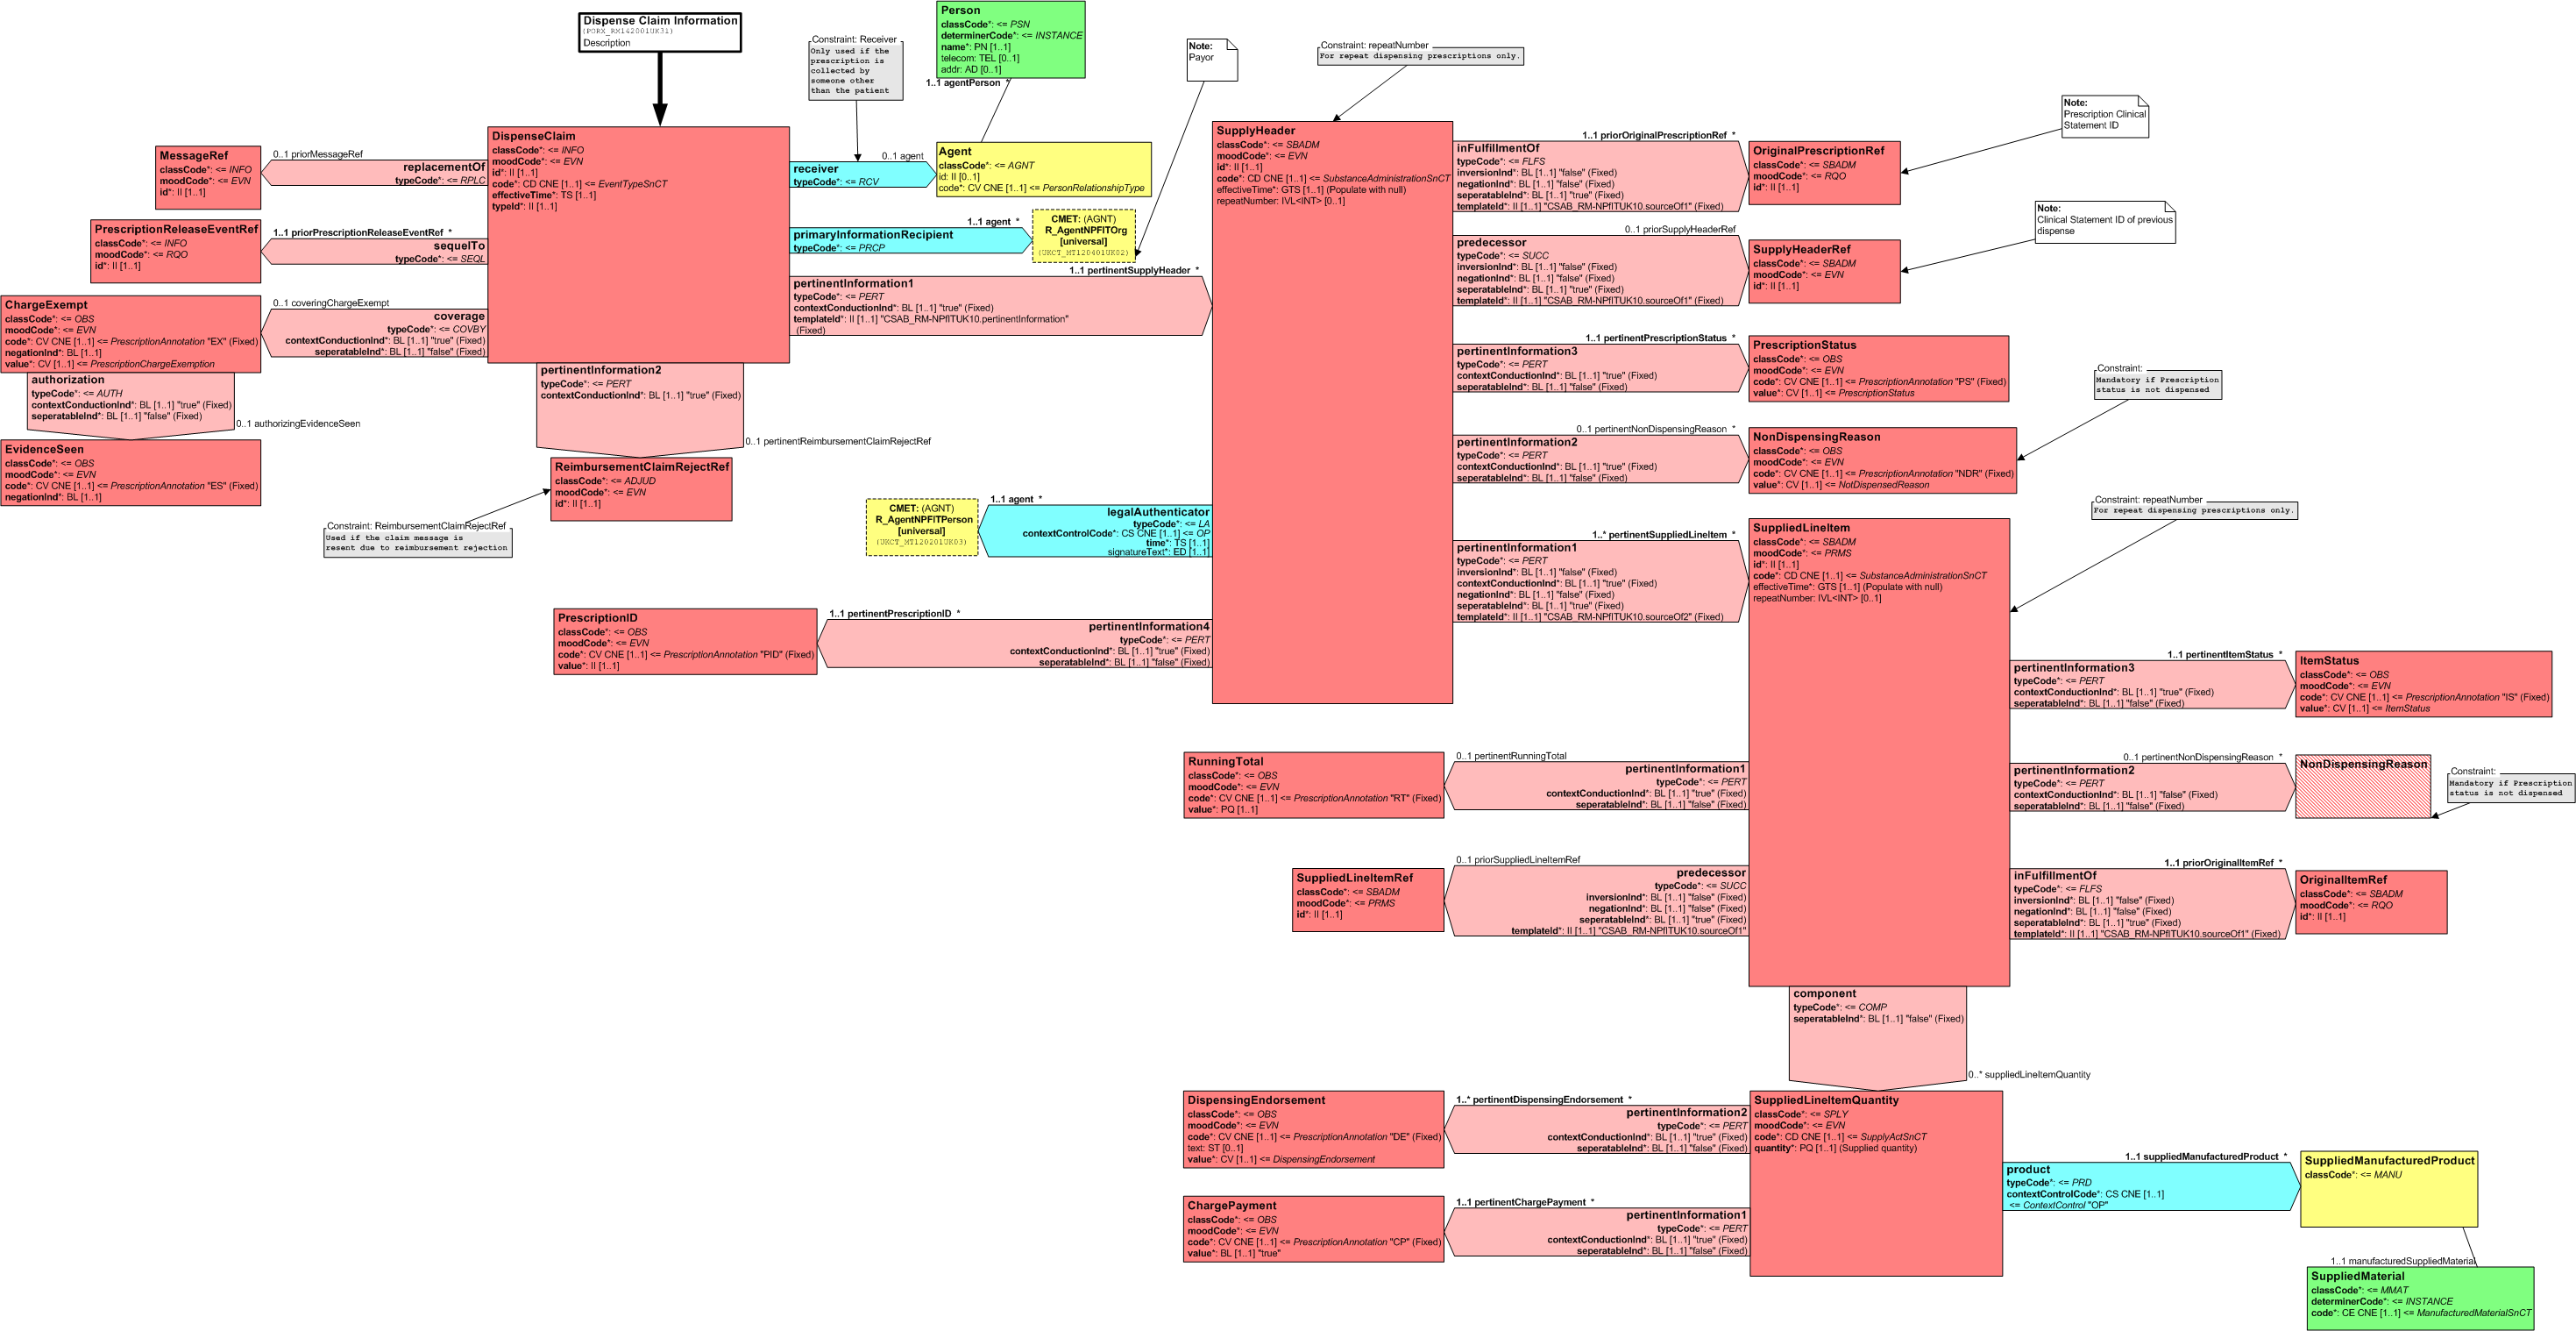 Dispense Claim Information
(PORX_RM142001UK31)
Description
Constraint: Receiver
Only used if the
prescription is
collected by
someone other
than the patient
Person
classCode*: <= PSN
determinerCode*: <= INSTANCE
name*: PN [1..1]
telecom: TEL [0..1]
addr: AD [0..1]
1..1 agentPerson *
Note:
Payor
Constraint: repeatNumber
For repeat dispensing prescriptions only.
Note:
Prescription Clinical
Statement ID
MessageRef
classCode*: <= INFO
moodCode*: <= EVN
id*: II [1..1]
0..1 priorMessageRef
replacementOf
typeCode*: <= RPLC
DispenseClaim
classCode*: <= INFO
moodCode*: <= EVN
id*: II [1..1]
code*: CD CNE [1..1] <= EventTypeSnCT
effectiveTime*: TS [1..1]
typeId*: II [1..1]
0..1 agent
receiver
typeCode*: <= RCV
Agent
classCode*: <= AGNT
id: II [0..1]
code*: CV CNE [1..1] <= PersonRelationshipType
PrescriptionReleaseEventRef
classCode*: <= INFO
moodCode*: <= RQO
id*: II [1..1]
1..1 priorPrescriptionReleaseEventRef *
sequelTo
typeCode*: <= SEQL
1..1 agent *
primaryInformationRecipient
typeCode*: <= PRCP
CMET: (AGNT)
R_AgentNPFITOrg
[universal]
(UKCT_MT120401UK02)
1..1 pertinentSupplyHeader *
pertinentInformation1
typeCode*: <= PERT
contextConductionInd*: BL [1..1] "true" (Fixed)
templateId*: II [1..1] "CSAB_RM-NPfITUK10.pertinentInformation"
(Fixed)
ChargeExempt
classCode*: <= OBS
moodCode*: <= EVN
code*: CV CNE [1..1] <= PrescriptionAnnotation "EX" (Fixed)
negationInd*: BL [1..1]
value*: CV [1..1] <= PrescriptionChargeExemption
0..1 coveringChargeExempt
coverage
typeCode*: <= COVBY
contextConductionInd*: BL [1..1] "true" (Fixed)
seperatableInd*: BL [1..1] "false" (Fixed)
authorization
typeCode*: <= AUTH
contextConductionInd*: BL [1..1] "true" (Fixed)
seperatableInd*: BL [1..1] "false" (Fixed)
0..1 authorizingEvidenceSeen
EvidenceSeen
classCode*: <= OBS
moodCode*: <= EVN
code*: CV CNE [1..1] <= PrescriptionAnnotation "ES" (Fixed)
negationInd*: BL [1..1]
pertinentInformation2
typeCode*: <= PERT
contextConductionInd*: BL [1..1] "true" (Fixed)
0..1 pertinentReimbursementClaimRejectRef
ReimbursementClaimRejectRef
classCode*: <= ADJUD
moodCode*: <= EVN
id*: II [1..1]
Constraint: ReimbursementClaimRejectRef
Used if the claim message is
resent due to reimbursement rejection
SupplyHeader
classCode*: <= SBADM
moodCode*: <= EVN
id*: II [1..1]
code*: CD CNE [1..1] <= SubstanceAdministrationSnCT
effectiveTime*: GTS [1..1] (Populate with null)
repeatNumber: IVL<INT> [0..1]
1..1 priorOriginalPrescriptionRef *
inFulfillmentOf
typeCode*: <= FLFS
inversionInd*: BL [1..1] "false" (Fixed)
negationInd*: BL [1..1] "false" (Fixed)
seperatableInd*: BL [1..1] "true" (Fixed)
templateId*: II [1..1] "CSAB_RM-NPfITUK10.sourceOf1" (Fixed)
OriginalPrescriptionRef
classCode*: <= SBADM
moodCode*: <= RQO
id*: II [1..1]
Note:
Clinical Statement ID of previous
dispense
0..1 priorSupplyHeaderRef
predecessor
typeCode*: <= SUCC
inversionInd*: BL [1..1] "false" (Fixed)
negationInd*: BL [1..1] "false" (Fixed)
seperatableInd*: BL [1..1] "true" (Fixed)
templateId*: II [1..1] "CSAB_RM-NPfITUK10.sourceOf1" (Fixed)
SupplyHeaderRef
classCode*: <= SBADM
moodCode*: <= EVN
id*: II [1..1]
1..1 pertinentPrescriptionStatus *
pertinentInformation3
typeCode*: <= PERT
contextConductionInd*: BL [1..1] "true" (Fixed)
seperatableInd*: BL [1..1] "false" (Fixed)
PrescriptionStatus
classCode*: <= OBS
moodCode*: <= EVN
code*: CV CNE [1..1] <= PrescriptionAnnotation "PS" (Fixed)
value*: CV [1..1] <= PrescriptionStatus
Constraint:
Mandatory if Prescription
status is not dispensed
0..1 pertinentNonDispensingReason *
pertinentInformation2
typeCode*: <= PERT
contextConductionInd*: BL [1..1] "true" (Fixed)
seperatableInd*: BL [1..1] "false" (Fixed)
NonDispensingReason
classCode*: <= OBS
moodCode*: <= EVN
code*: CV CNE [1..1] <= PrescriptionAnnotation "NDR" (Fixed)
value*: CV [1..1] <= NotDispensedReason
CMET: (AGNT)
R_AgentNPFITPerson
[universal]
(UKCT_MT120201UK03)
1..1 agent *
legalAuthenticator
typeCode*: <= LA
contextControlCode*: CS CNE [1..1] <= OP
time*: TS [1..1]
signatureText*: ED [1..1]
1..* pertinentSuppliedLineItem *
pertinentInformation1
typeCode*: <= PERT
inversionInd*: BL [1..1] "false" (Fixed)
contextConductionInd*: BL [1..1] "true" (Fixed)
negationInd*: BL [1..1] "false" (Fixed)
seperatableInd*: BL [1..1] "true" (Fixed)
templateId*: II [1..1] "CSAB_RM-NPfITUK10.sourceOf2" (Fixed)
Constraint: repeatNumber
For repeat dispensing prescriptions only.
SuppliedLineItem
classCode*: <= SBADM
moodCode*: <= PRMS
id*: II [1..1]
code*: CD CNE [1..1] <= SubstanceAdministrationSnCT
effectiveTime*: GTS [1..1] (Populate with null)
repeatNumber: IVL<INT> [0..1]
PrescriptionID
classCode*: <= OBS
moodCode*: <= EVN
code*: CV CNE [1..1] <= PrescriptionAnnotation "PID" (Fixed)
value*: II [1..1]
1..1 pertinentPrescriptionID *
pertinentInformation4
typeCode*: <= PERT
contextConductionInd*: BL [1..1] "true" (Fixed)
seperatableInd*: BL [1..1] "false" (Fixed)
1..1 pertinentItemStatus *
pertinentInformation3
typeCode*: <= PERT
contextConductionInd*: BL [1..1] "true" (Fixed)
seperatableInd*: BL [1..1] "false" (Fixed)
ItemStatus
classCode*: <= OBS
moodCode*: <= EVN
code*: CV CNE [1..1] <= PrescriptionAnnotation "IS" (Fixed)
value*: CV [1..1] <= ItemStatus
RunningTotal
classCode*: <= OBS
moodCode*: <= EVN
code*: CV CNE [1..1] <= PrescriptionAnnotation "RT" (Fixed)
value*: PQ [1..1]
0..1 pertinentRunningTotal
pertinentInformation1
typeCode*: <= PERT
contextConductionInd*: BL [1..1] "true" (Fixed)
seperatableInd*: BL [1..1] "false" (Fixed)
0..1 pertinentNonDispensingReason *
pertinentInformation2
typeCode*: <= PERT
contextConductionInd*: BL [1..1] "false" (Fixed)
seperatableInd*: BL [1..1] "false" (Fixed)
NonDispensingReason
Constraint:
Mandatory if Prescription
status is not dispensed
SuppliedLineItemRef
classCode*: <= SBADM
moodCode*: <= PRMS
id*: II [1..1]
0..1 priorSuppliedLineItemRef
predecessor
typeCode*: <= SUCC
inversionInd*: BL [1..1] "false" (Fixed)
negationInd*: BL [1..1] "false" (Fixed)
seperatableInd*: BL [1..1] "true" (Fixed)
templateId*: II [1..1] "CSAB_RM-NPfITUK10.sourceOf1"
1..1 priorOriginalItemRef *
inFulfillmentOf
typeCode*: <= FLFS
inversionInd*: BL [1..1] "false" (Fixed)
negationInd*: BL [1..1] "false" (Fixed)
seperatableInd*: BL [1..1] "true" (Fixed)
templateId*: II [1..1] "CSAB_RM-NPfITUK10.sourceOf1" (Fixed)
OriginalItemRef
classCode*: <= SBADM
moodCode*: <= RQO
id*: II [1..1]
component
typeCode*: <= COMP
seperatableInd*: BL [1..1] "false" (Fixed)
0..* suppliedLineItemQuantity
DispensingEndorsement
classCode*: <= OBS
moodCode*: <= EVN
code*: CV CNE [1..1] <= PrescriptionAnnotation "DE" (Fixed)
text: ST [0..1]
value*: CV [1..1] <= DispensingEndorsement
1..* pertinentDispensingEndorsement *
pertinentInformation2
typeCode*: <= PERT
contextConductionInd*: BL [1..1] "true" (Fixed)
seperatableInd*: BL [1..1] "false" (Fixed)
SuppliedLineItemQuantity
classCode*: <= SPLY
moodCode*: <= EVN
code*: CD CNE [1..1] <= SupplyActSnCT
quantity*: PQ [1..1] (Supplied quantity)
1..1 suppliedManufacturedProduct *
product
typeCode*: <= PRD
contextControlCode*: CS CNE [1..1]
<= ContextControl "OP"
SuppliedManufacturedProduct
classCode*: <= MANU
ChargePayment
classCode*: <= OBS
moodCode*: <= EVN
code*: CV CNE [1..1] <= PrescriptionAnnotation "CP" (Fixed)
value*: BL [1..1] "true"
1..1 pertinentChargePayment *
pertinentInformation1
typeCode*: <= PERT
contextConductionInd*: BL [1..1] "true" (Fixed)
seperatableInd*: BL [1..1] "false" (Fixed)
1..1 manufacturedSuppliedMaterial
SuppliedMaterial
classCode*: <= MMAT
determinerCode*: <= INSTANCE
code*: CE CNE [1..1] <= ManufacturedMaterialSnCT